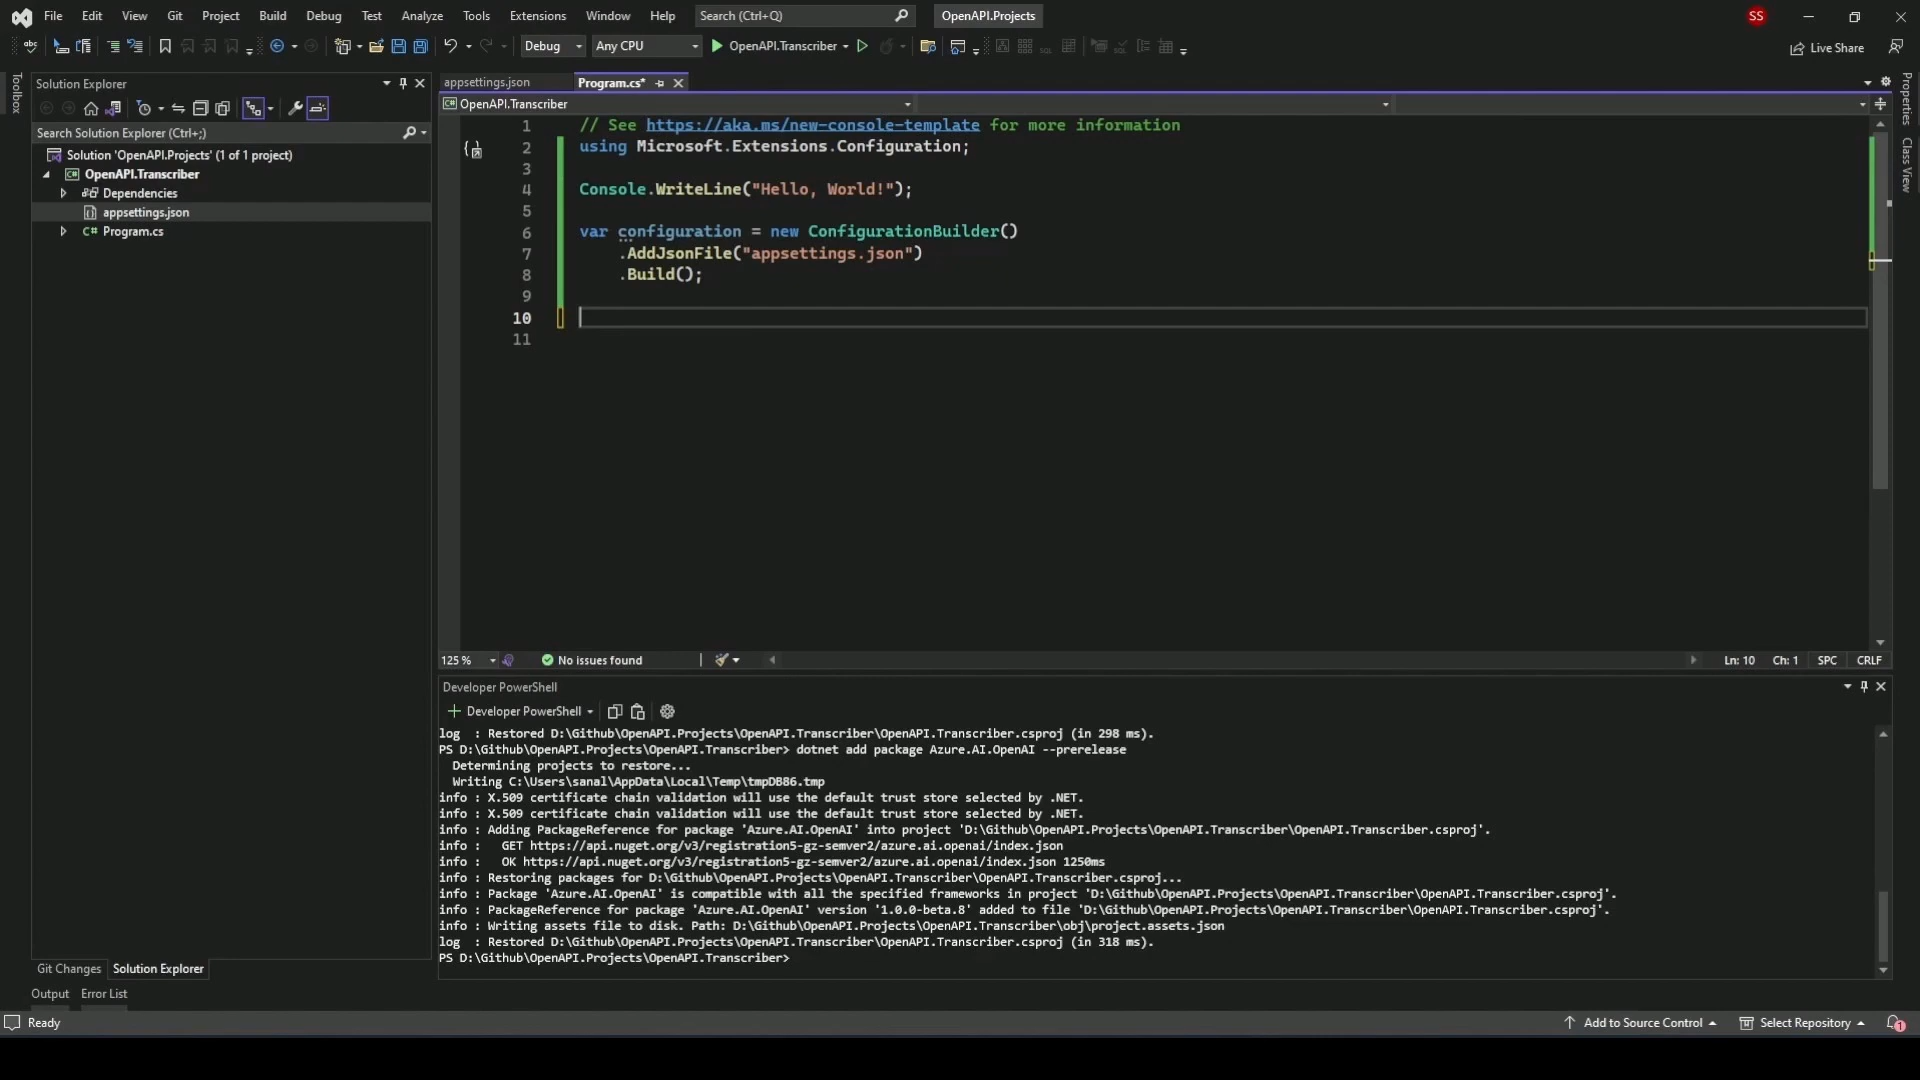 File Edit View Git Project Build Debug Test Analyze Tools Extensions Window Help Search (Ctrl+Q) OpenAPI.Projects SS
Debug Any CPU OpenAPI.Transcriber Live Share
Toolbox
Solution Explorer
Search Solution Explorer (Ctrl+;)
Solution 'OpenAPI.Projects' (1 of 1 project)
OpenAPI.Transcriber
Dependencies
appsettings.json
C# Program.cs
Git Changes Solution Explorer
appsettings.json Program.cs*
OpenAPI.Transcriber
1 // See https://aka.ms/new-console-template for more information
2 using Microsoft.Extensions.Configuration;
3
4 Console.WriteLine("Hello, World!");
5
6 var configuration = new ConfigurationBuilder()
7 .AddJsonFile("appsettings.json")
8 .Build();
9
10
11
125 % No issues found Ln: 10 Ch: 1 SPC CRLF
Developer PowerShell
Developer PowerShell
log  : Restored D:\Github\OpenAPI.Projects\OpenAPI.Transcriber\OpenAPI.Transcriber.csproj (in 298 ms).
PS D:\Github\OpenAPI.Projects\OpenAPI.Transcriber> dotnet add package Azure.AI.OpenAI --prerelease
Determining projects to restore...
Writing C:\Users\sanal\AppData\Local\Temp\tmpDB86.tmp
info : X.509 certificate chain validation will use the default trust store selected by .NET.
info : X.509 certificate chain validation will use the default trust store selected by .NET.
info : Adding PackageReference for package 'Azure.AI.OpenAI' into project 'D:\Github\OpenAPI.Projects\OpenAPI.Transcriber\OpenAPI.Transcriber.csproj'.
info :   GET https://api.nuget.org/v3/registration5-gz-semver2/azure.ai.openai/index.json
info :   OK https://api.nuget.org/v3/registration5-gz-semver2/azure.ai.openai/index.json 1250ms
info : Restoring packages for D:\Github\OpenAPI.Projects\OpenAPI.Transcriber\OpenAPI.Transcriber.csproj...
info : Package 'Azure.AI.OpenAI' is compatible with all the specified frameworks in project 'D:\Github\OpenAPI.Projects\OpenAPI.Transcriber\OpenAPI.Transcriber.csproj'.
info : PackageReference for package 'Azure.AI.OpenAI' version '1.0.0-beta.8' added to file 'D:\Github\OpenAPI.Projects\OpenAPI.Transcriber\OpenAPI.Transcriber.csproj'.
info : Writing assets file to disk. Path: D:\Github\OpenAPI.Projects\OpenAPI.Transcriber\obj\project.assets.json
log  : Restored D:\Github\OpenAPI.Projects\OpenAPI.Transcriber\OpenAPI.Transcriber.csproj (in 318 ms).
PS D:\Github\OpenAPI.Projects\OpenAPI.Transcriber>
Properties
Class View
Output Error List
Ready Add to Source Control Select Repository 1